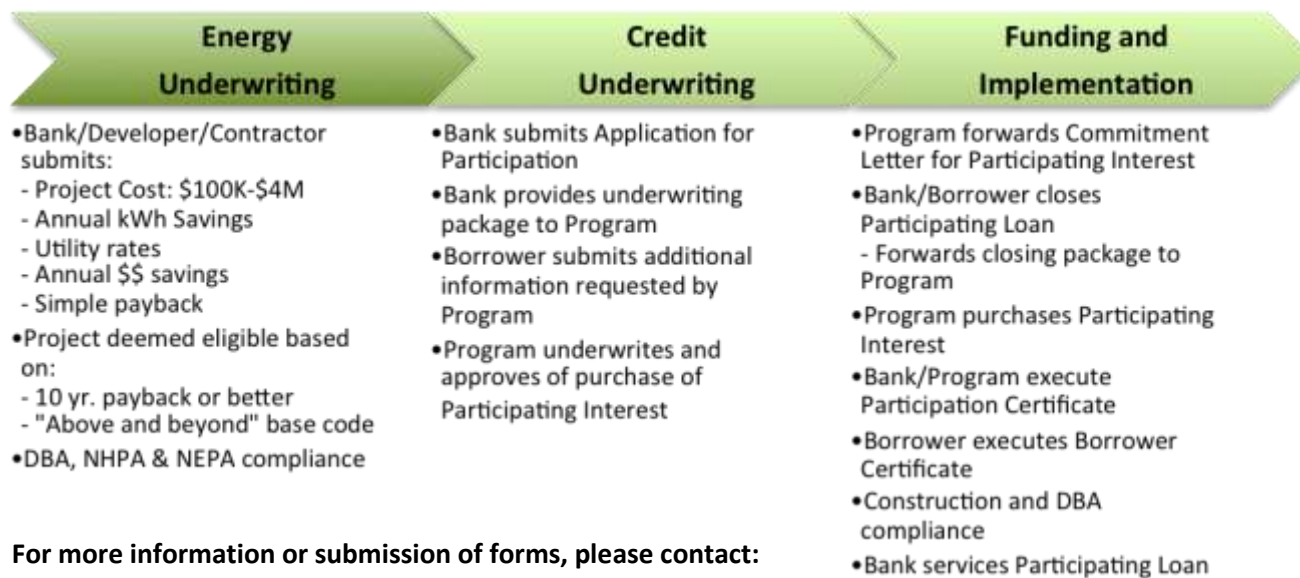 Energy
Underwriting
•Bank/Developer/Contractor
submits:
- Project Cost: $100K-$4M
- Annual kWh Savings
- Utility rates
- Annual $$ savings
- Simple payback
•Project deemed eligible based
on:
- 10 yr. payback or better
- "Above and beyond" base code
•DBA, NHPA & NEPA compliance
Credit
Underwriting
•Bank submits Application for
Participation
•Bank provides underwriting
package to Program
•Borrower submits additional
information requested by
Program
•Program underwrites and
approves of purchase of
Participating Interest
Funding and
Implementation
•Program forwards Commitment
Letter for Participating Interest
•Bank/Borrower closes
Participating Loan
- Forwards closing package to
Program
•Program purchases Participating
Interest
•Bank/Program execute
Participation Certificate
•Borrower executes Borrower
Certificate
•Construction and DBA
compliance
•Bank services Participating Loan
For more information or submission of forms, please contact: